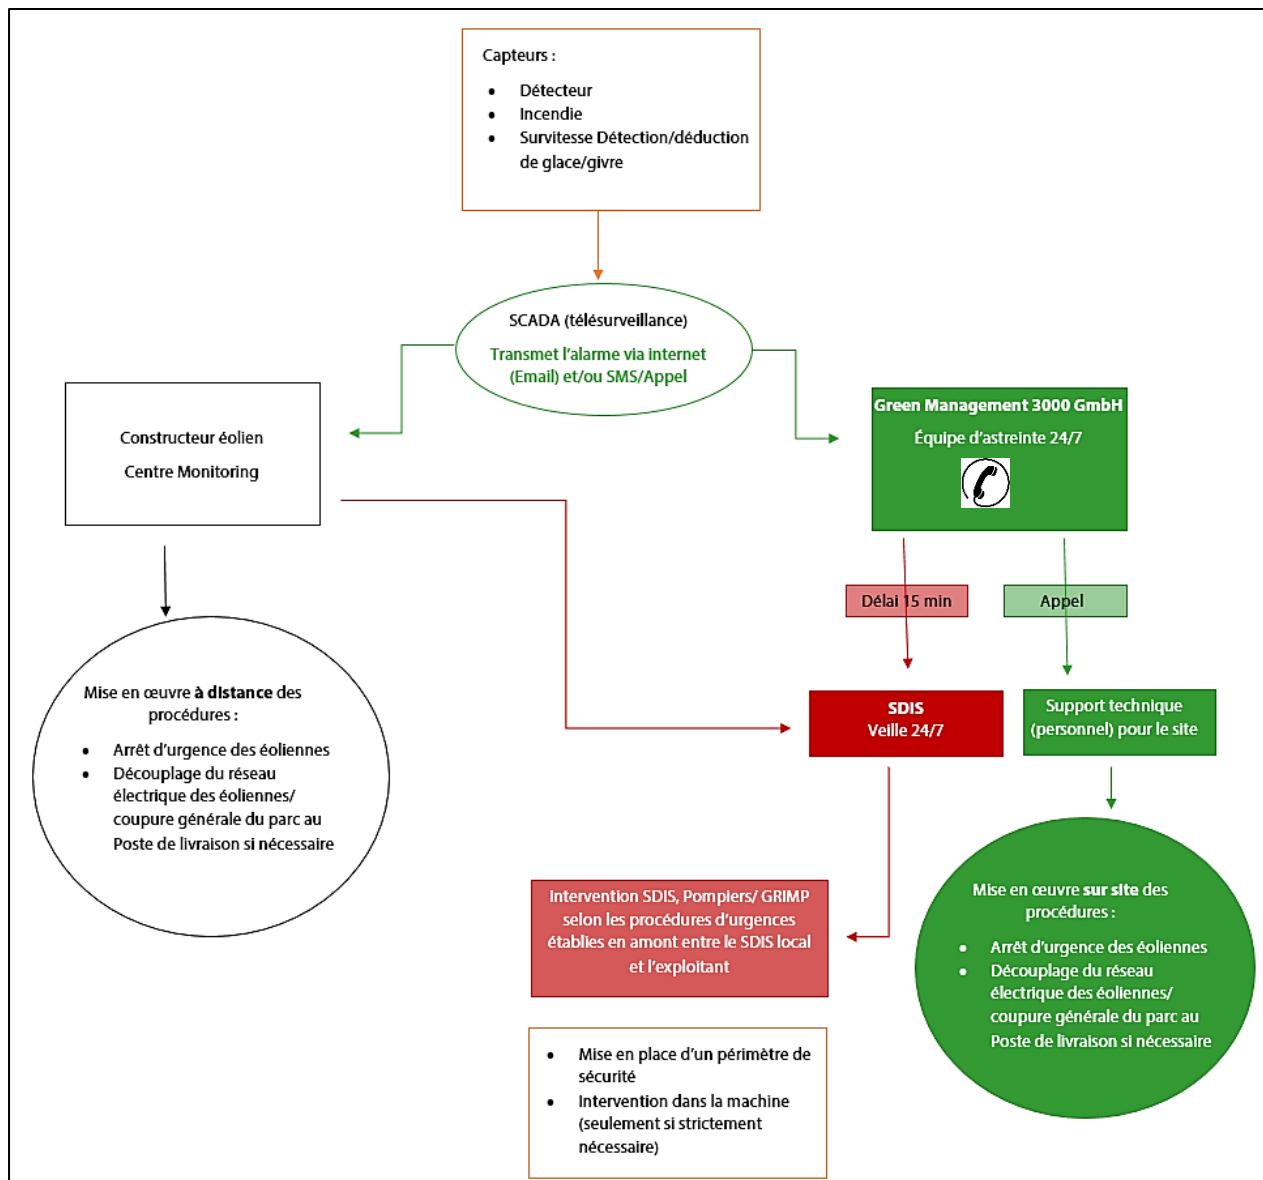 Capteurs :
• Détecteur
• Incendie
• Survitesse Détection/déduction
de glace/givre
SCADA (télésurveillance)
Transmet l'alarme via internet
(Email) et/ou SMS/Appel
Constructeur éolien
Centre Monitoring
Green Management 3000 GmbH
Équipe d'astreinte 24/7
Délai 15 min
Appel
Mise en œuvre à distance des
procédures :
• Arrêt d'urgence des éoliennes
• Découplage du réseau
électrique des éoliennes/
coupure générale du parc au
Poste de livraison si nécessaire
SDIS
Veille 24/7
Support technique
(personnel) pour le site
Intervention SDIS, Pompiers/ GRIMP
selon les procédures d'urgences
établies en amont entre le SDIS local
et l'exploitant
Mise en œuvre sur site des
procédures :
• Arrêt d'urgence des éoliennes
• Découplage du réseau
électrique des éoliennes/
coupure générale du parc au
Poste de livraison si nécessaire
• Mise en place d'un périmètre de
sécurité
• Intervention dans la machine
(seulement si strictement
nécessaire)